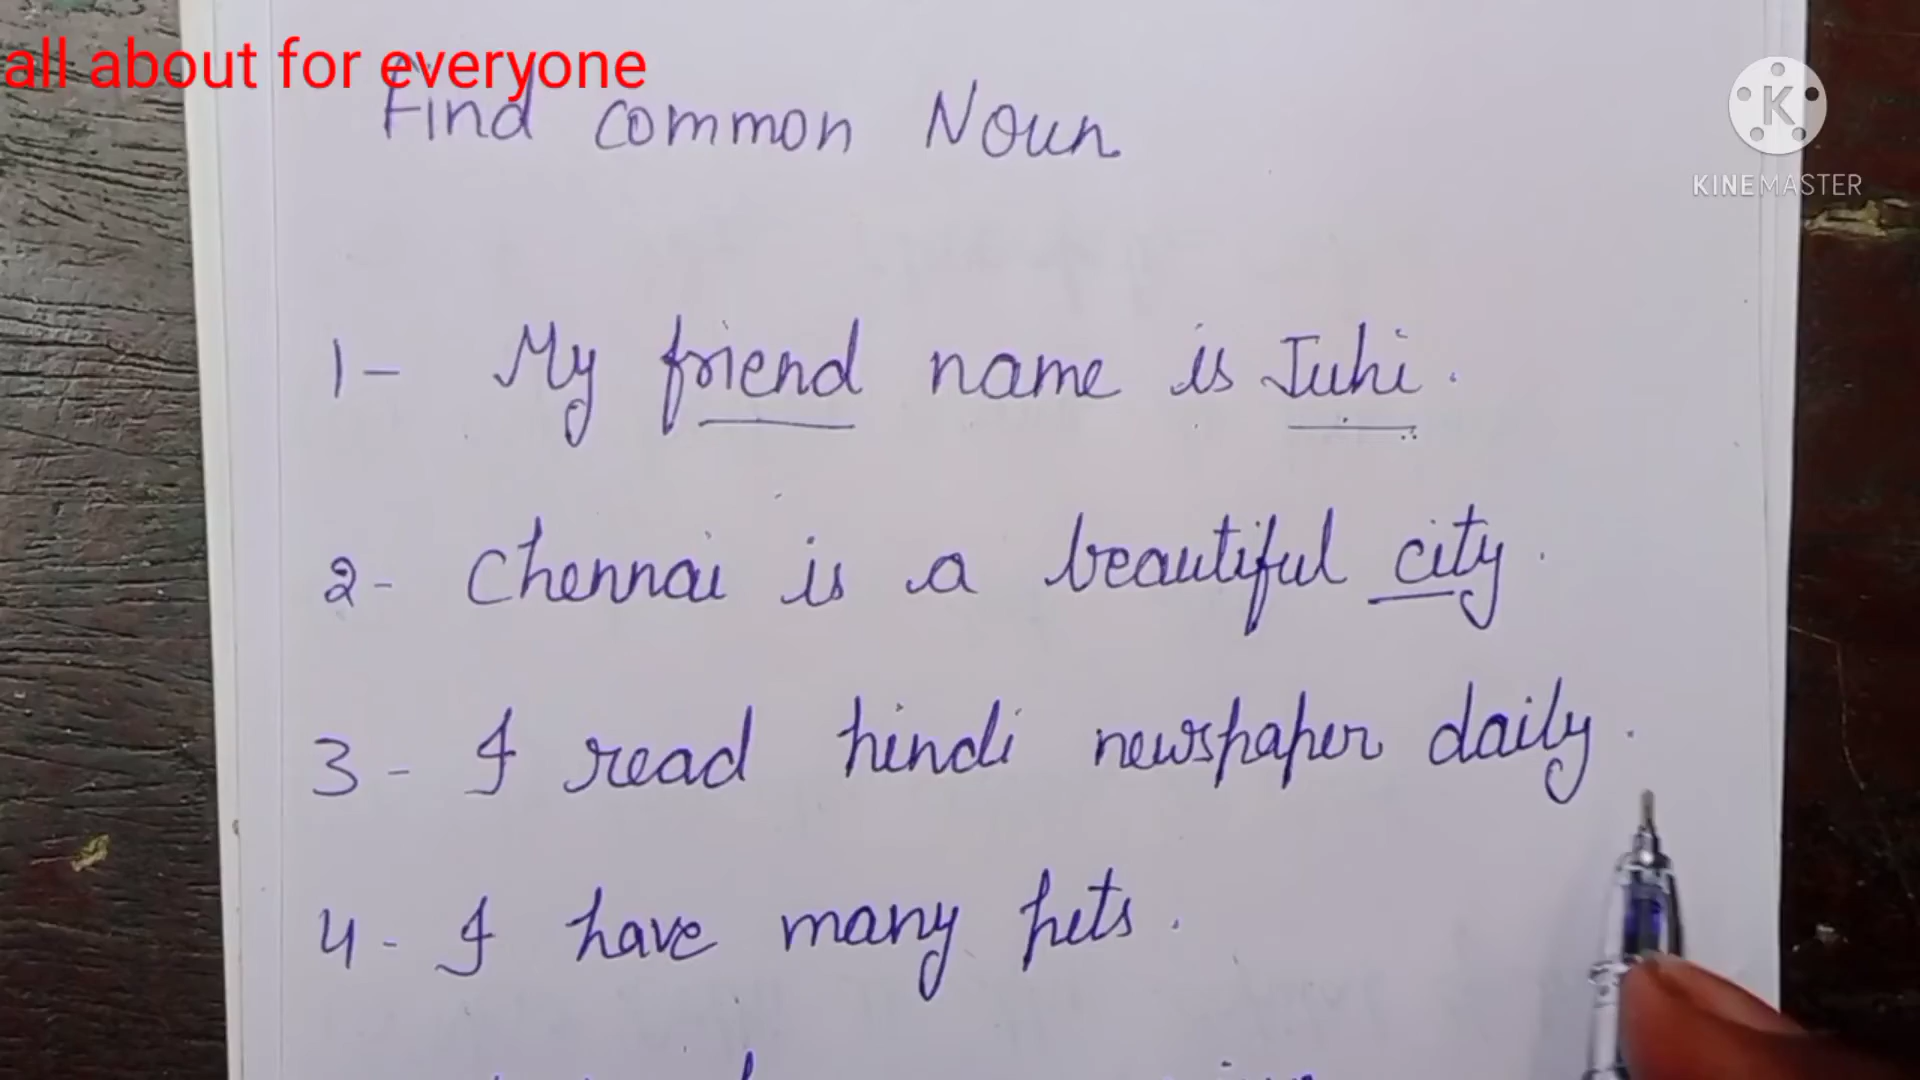 all about for everyone
Find common Noun
K
KINEMASTER
1- My friend name is Juhi.
2- Chennai is a beautiful city.
3- I read hindi newspaper daily.
4- I have many pets.